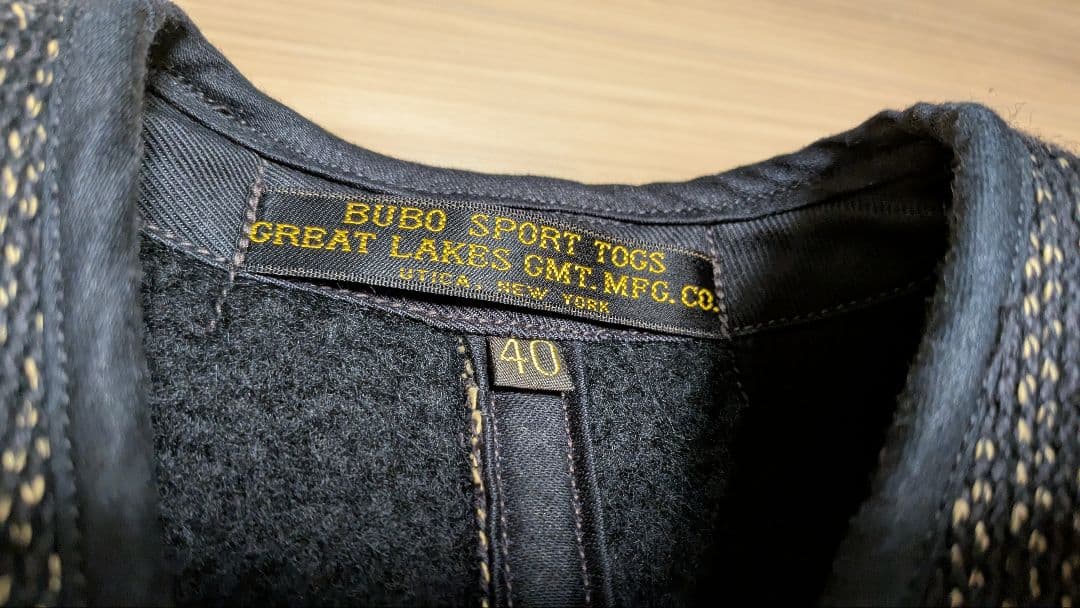 BUBO SPORT TOGS
GREAT LAKES GMT. MFG. CO.
UTICA, NEW YORK
40